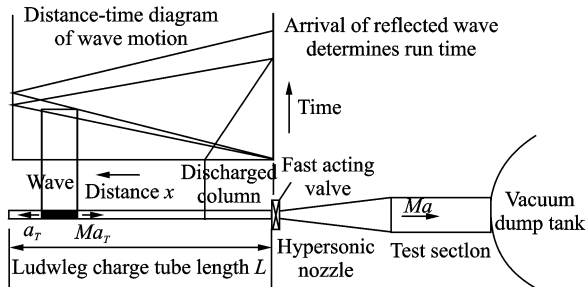 Distance-time diagram
of wave motion
Arrival of reflected wave
determines run time
Time
Wave
Distance x
Discharged
column
Fast acting
valve
a_T
Ma_T
Ma
Vacuum
dump tank
Hypersonic
nozzle
Test sectlon
Ludwleg charge tube length L